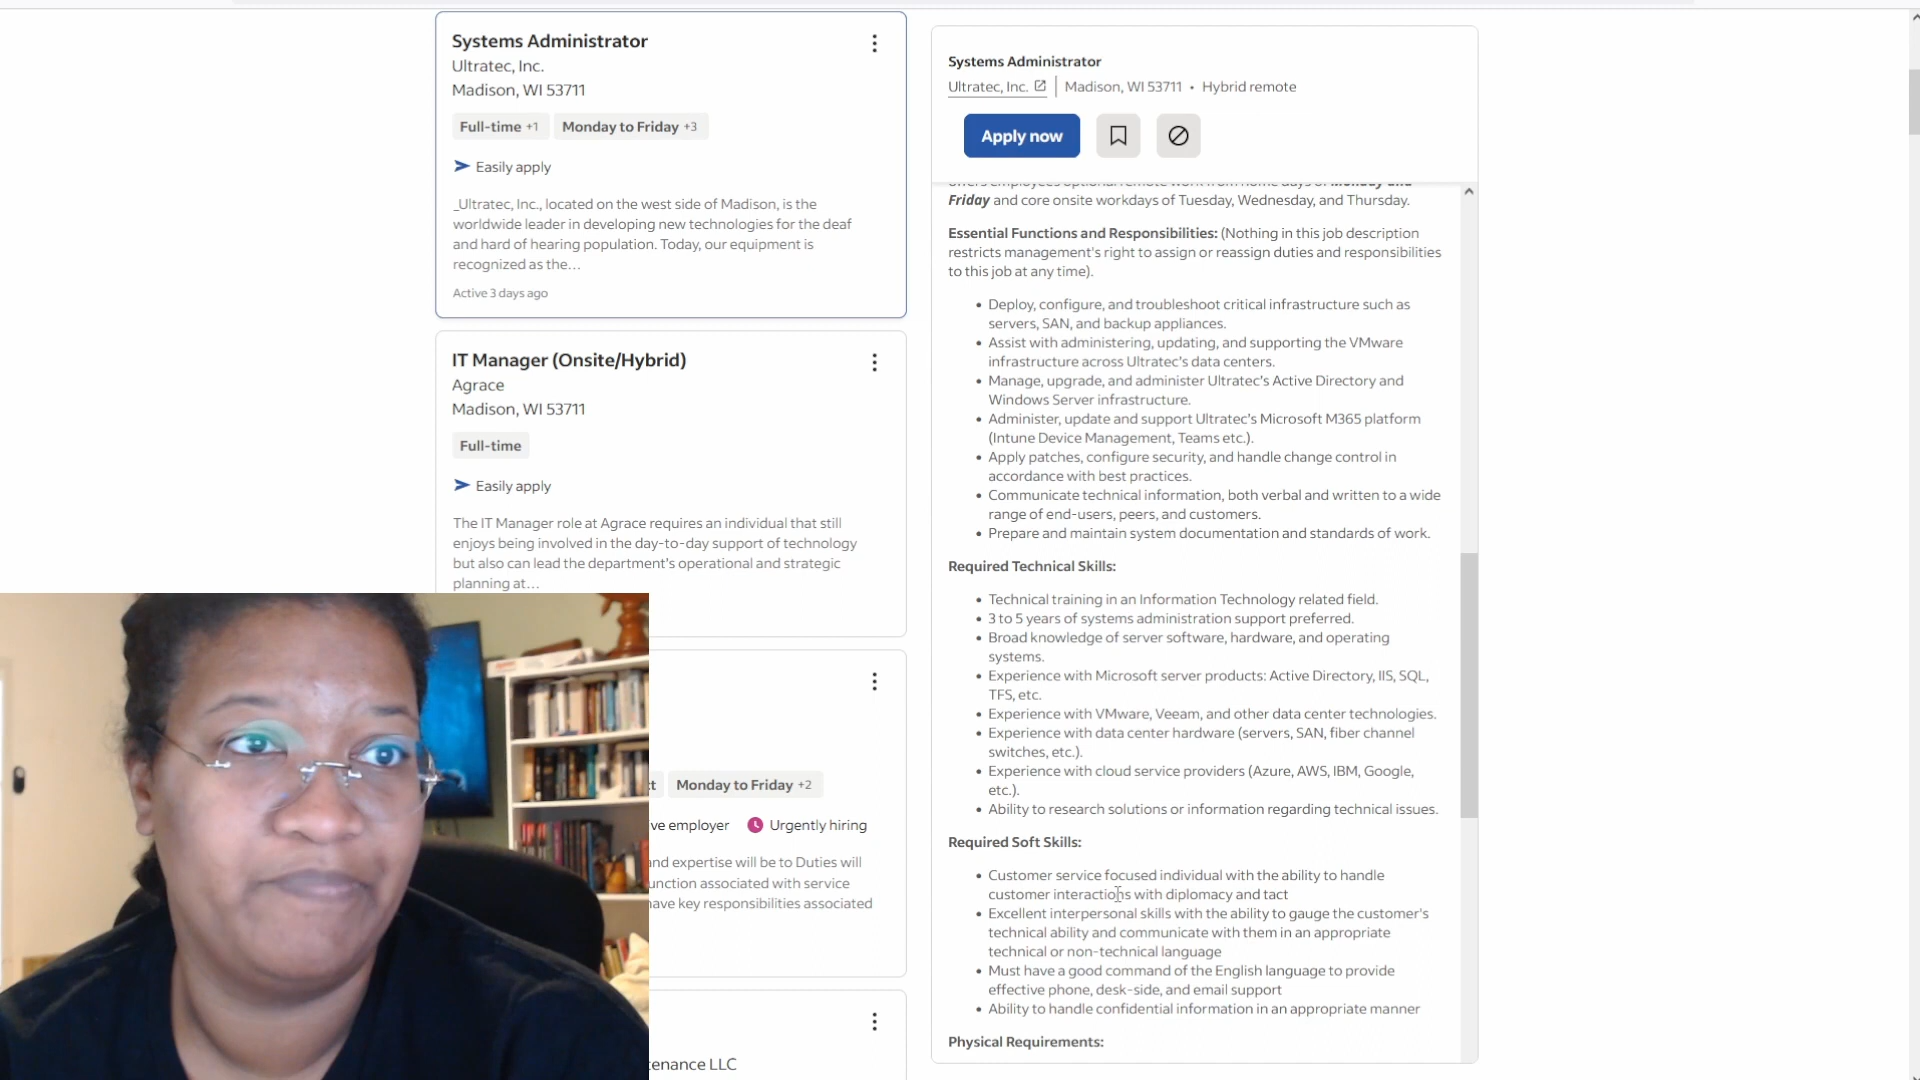 Systems Administrator
Ultratec, Inc.
Madison, WI 53711
Full-time +1
Monday to Friday +3
Easily apply
_Ultratec, Inc., located on the west side of Madison, is the
worldwide leader in developing new technologies for the deaf
and hard of hearing population. Today, our equipment is
recognized as the…
Active 3 days ago
IT Manager (Onsite/Hybrid)
Agrace
Madison, WI 53711
Full-time
Easily apply
The IT Manager role at Agrace requires an individual that still
enjoys being involved in the day-to-day support of technology
but also can lead the department's operational and strategic
planning at…
t
Monday to Friday +2
ve employer
Urgently hiring
and expertise will be to Duties will
unction associated with service
have key responsibilities associated
tenance LLC
Systems Administrator
Ultratec, Inc. | Madison, WI 53711 • Hybrid remote
Apply now
offers employees optional remote work from home days of Monday and
Friday and core onsite workdays of Tuesday, Wednesday, and Thursday.
Essential Functions and Responsibilities: (Nothing in this job description
restricts management's right to assign or reassign duties and responsibilities
to this job at any time).
• Deploy, configure, and troubleshoot critical infrastructure such as
servers, SAN, and backup appliances.
• Assist with administering, updating, and supporting the VMware
infrastructure across Ultratec's data centers.
• Manage, upgrade, and administer Ultratec's Active Directory and
Windows Server infrastructure.
• Administer, update and support Ultratec's Microsoft M365 platform
(Intune Device Management, Teams etc.).
• Apply patches, configure security, and handle change control in
accordance with best practices.
• Communicate technical information, both verbal and written to a wide
range of end-users, peers, and customers.
• Prepare and maintain system documentation and standards of work.
Required Technical Skills:
• Technical training in an Information Technology related field.
• 3 to 5 years of systems administration support preferred.
• Broad knowledge of server software, hardware, and operating
systems.
• Experience with Microsoft server products: Active Directory, IIS, SQL,
TFS, etc.
• Experience with VMware, Veeam, and other data center technologies.
• Experience with data center hardware (servers, SAN, fiber channel
switches, etc.).
• Experience with cloud service providers (Azure, AWS, IBM, Google,
etc.).
• Ability to research solutions or information regarding technical issues.
Required Soft Skills:
• Customer service focused individual with the ability to handle
customer interactions with diplomacy and tact
• Excellent interpersonal skills with the ability to gauge the customer's
technical ability and communicate with them in an appropriate
technical or non-technical language
• Must have a good command of the English language to provide
effective phone, desk-side, and email support
• Ability to handle confidential information in an appropriate manner
Physical Requirements: